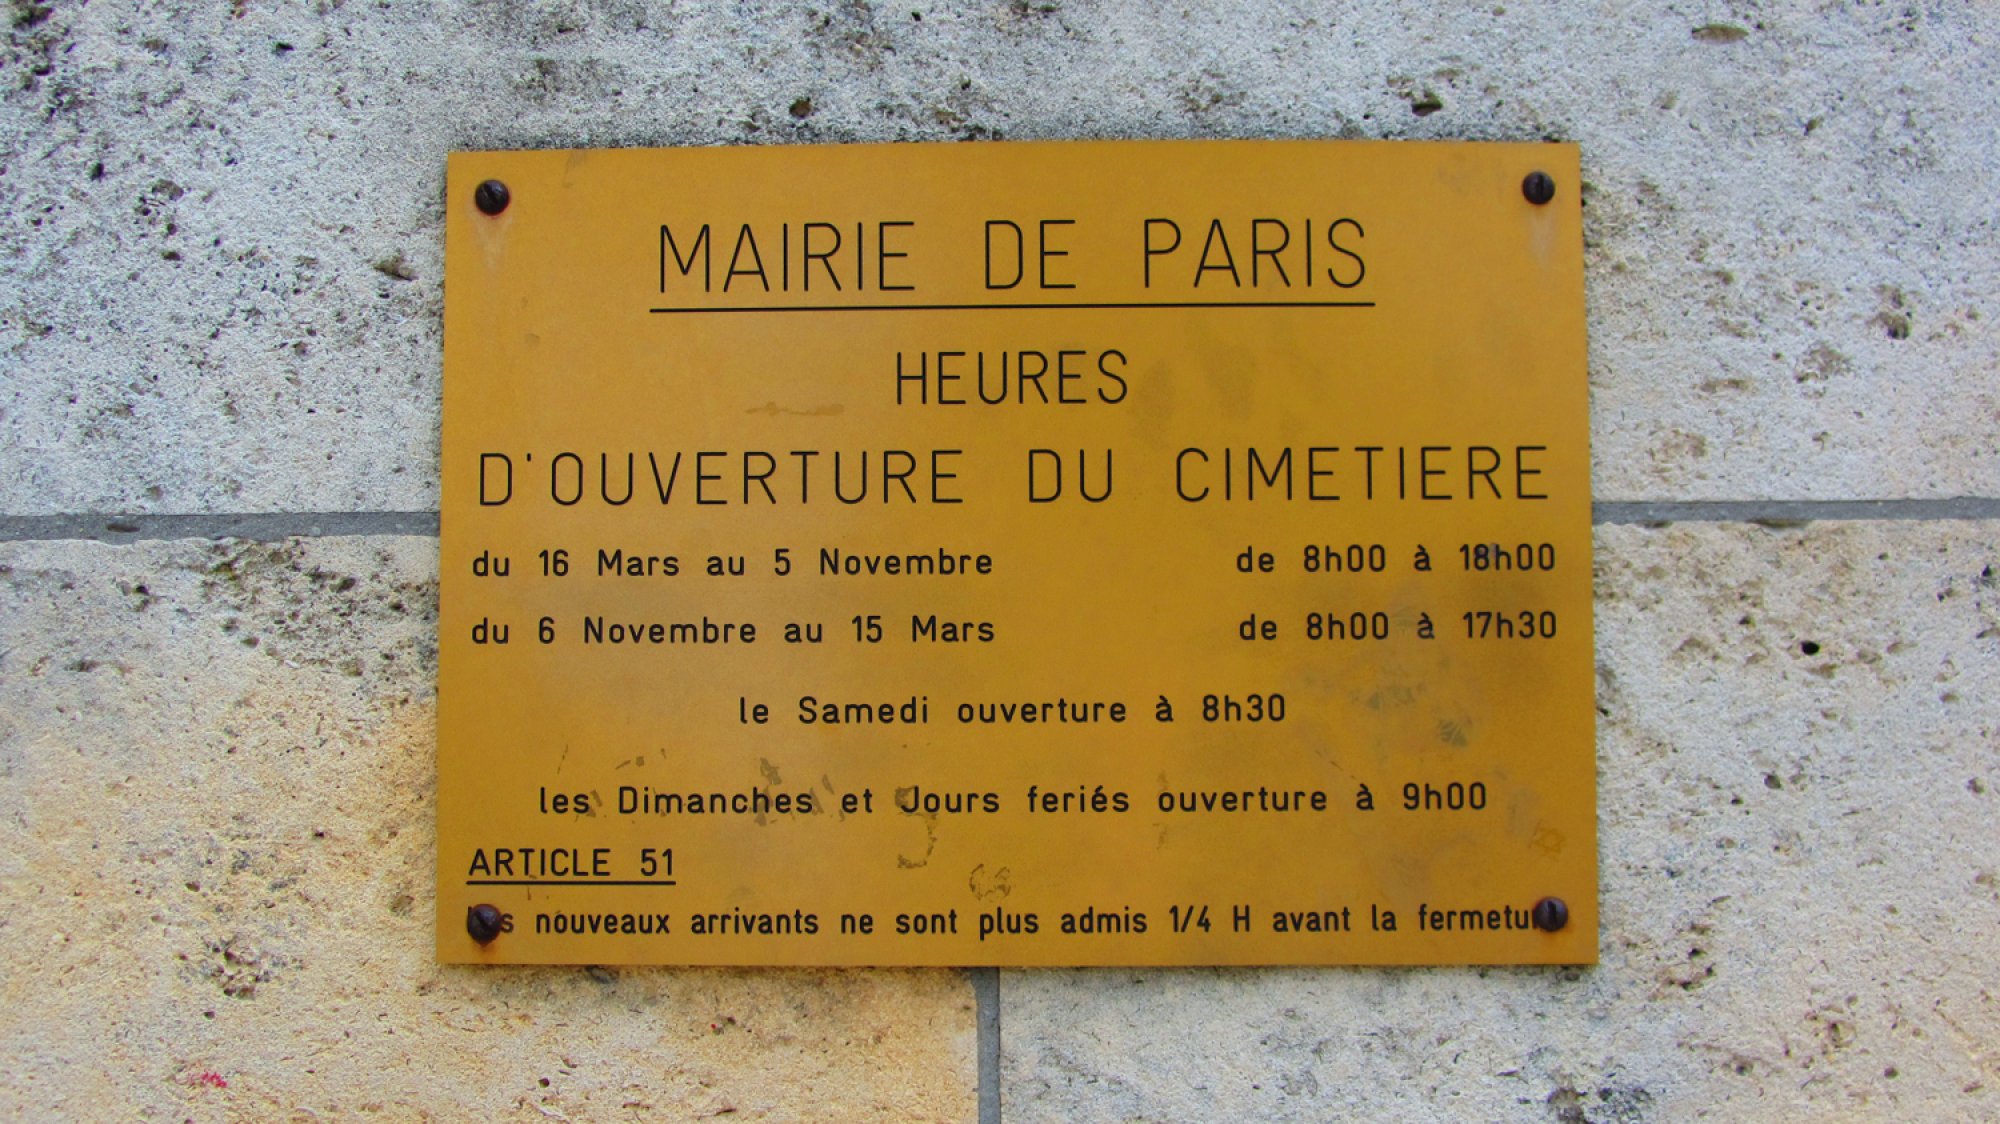 MAIRIE DE PARIS
HEURES
D'OUVERTURE DU CIMETIERE
du 16 Mars au 5 Novembre de 8h00 à 18h00
du 6 Novembre au 15 Mars de 8h00 à 17h30
le Samedi ouverture à 8h30
les Dimanches et Jours feriés ouverture à 9h00
ARTICLE 51
les nouveaux arrivants ne sont plus admis 1/4 H avant la fermeture